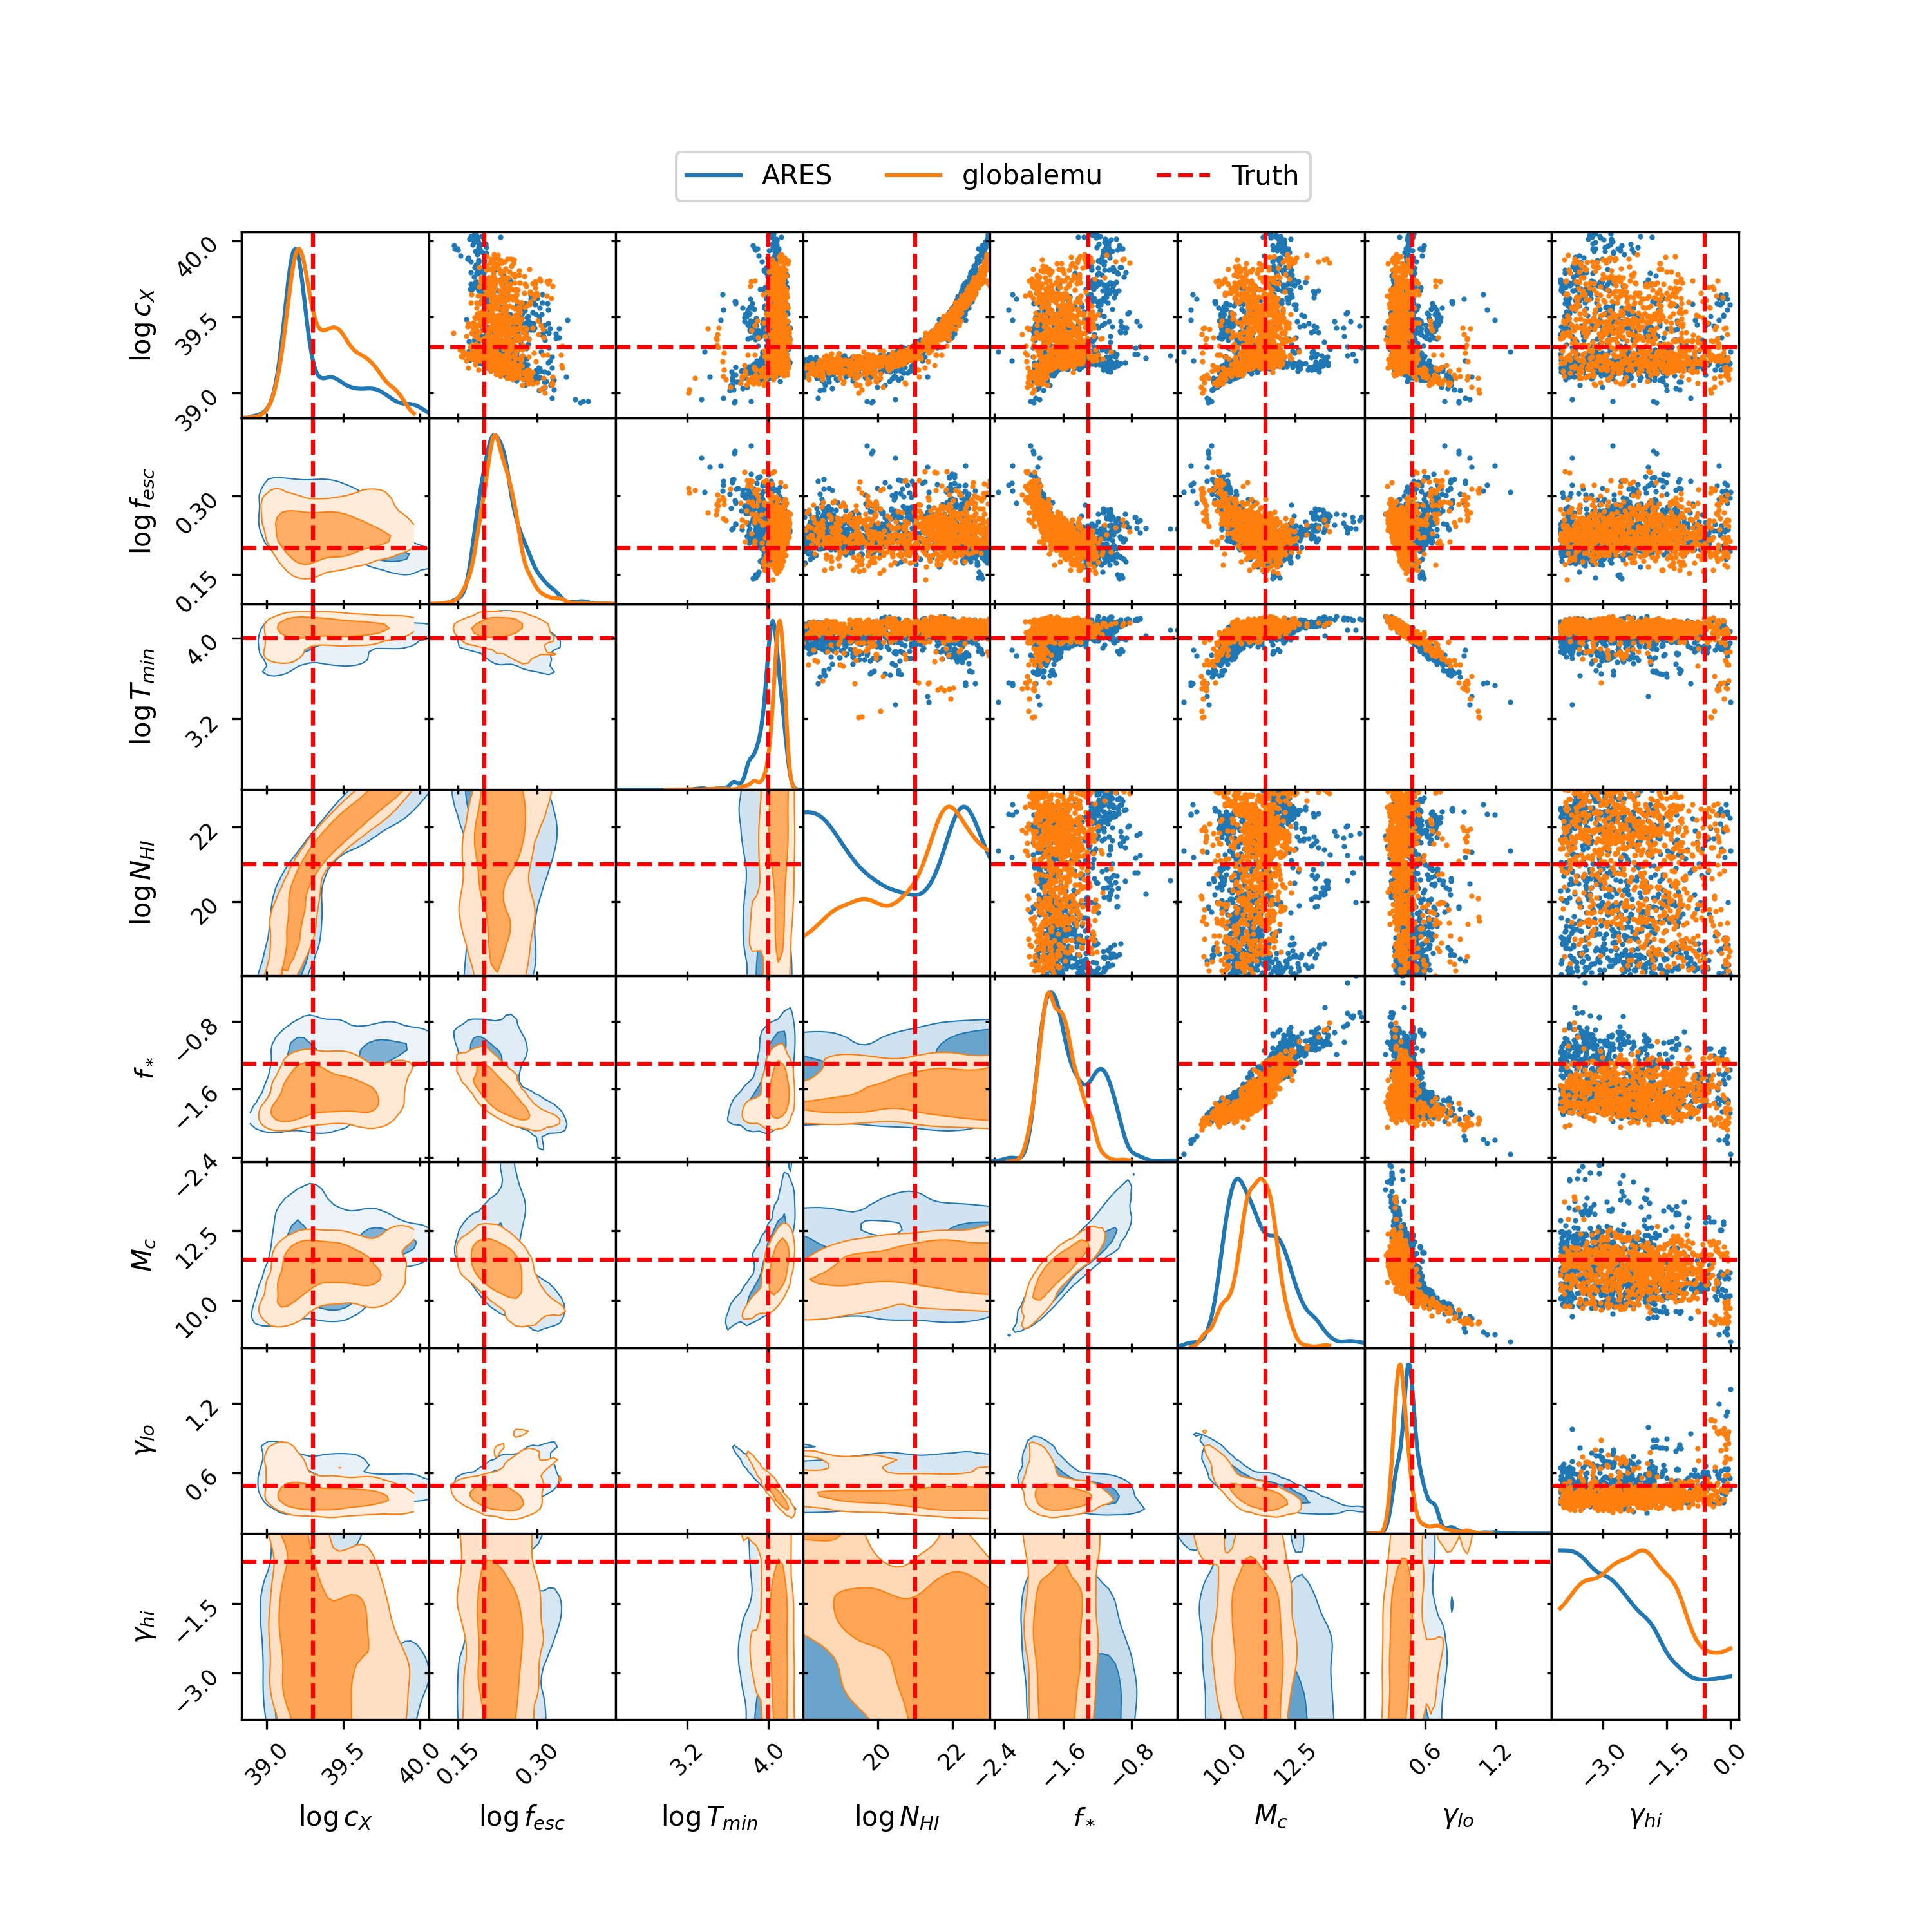 ARES globalemu Truth
log c_X 40.0 39.5 39.0
log f_esc 0.30 0.15
log T_min 4.0 3.2
log N_HI 22 20
f_* −0.8 −1.6 −2.4
M_c 12.5 10.0
γ_lo 1.2 0.6
γ_hi −1.5 −3.0
39.0 39.5 40.0 0.15 0.30 3.2 4.0 20 22 −2.4 −1.6 −0.8 10.0 12.5 0.6 1.2 −3.0 −1.5 0.0
log c_X log f_esc log T_min log N_HI f_* M_c γ_lo γ_hi